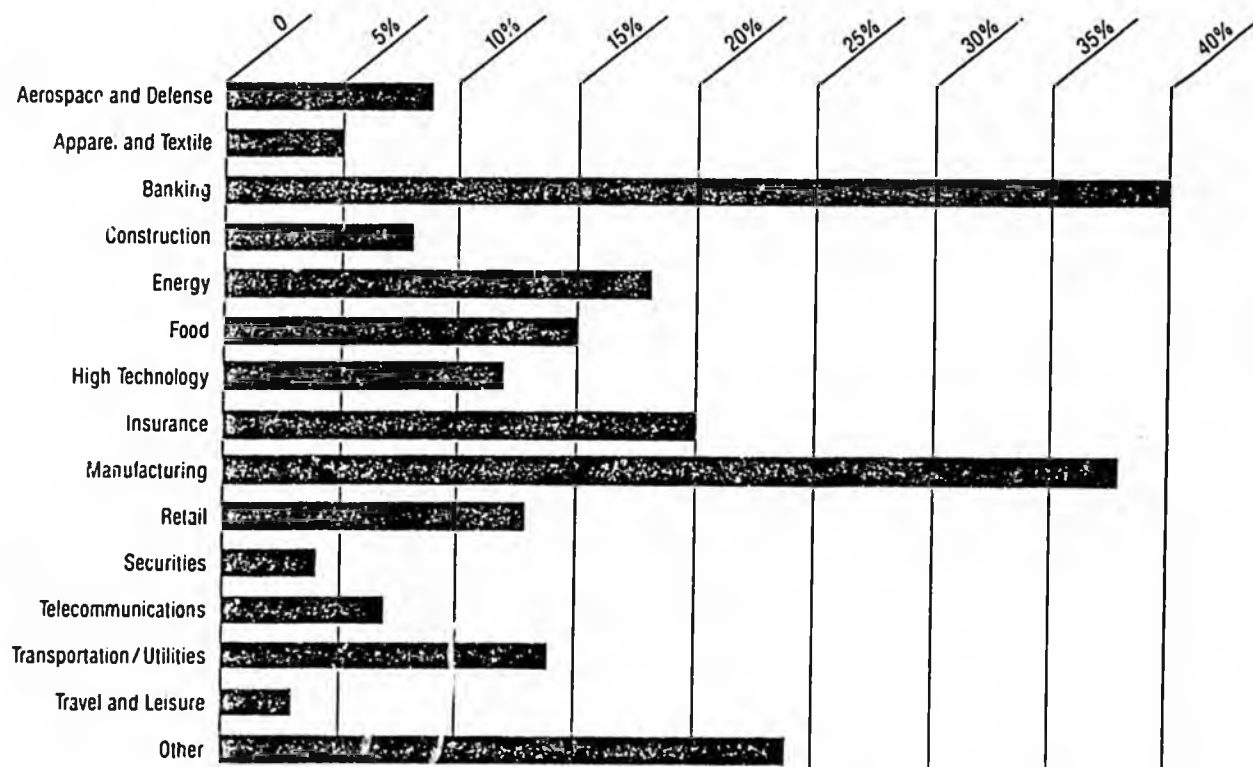 0 5% 10% 15% 20% 25% 30% 35% 40%
Aerospace and Defense
Appare. and Textile
Banking
Construction
Energy
Food
High Technology
Insurance
Manufacturing
Retail
Securities
Telecommunications
Transportation/Utilities
Travel and Leisure
Other